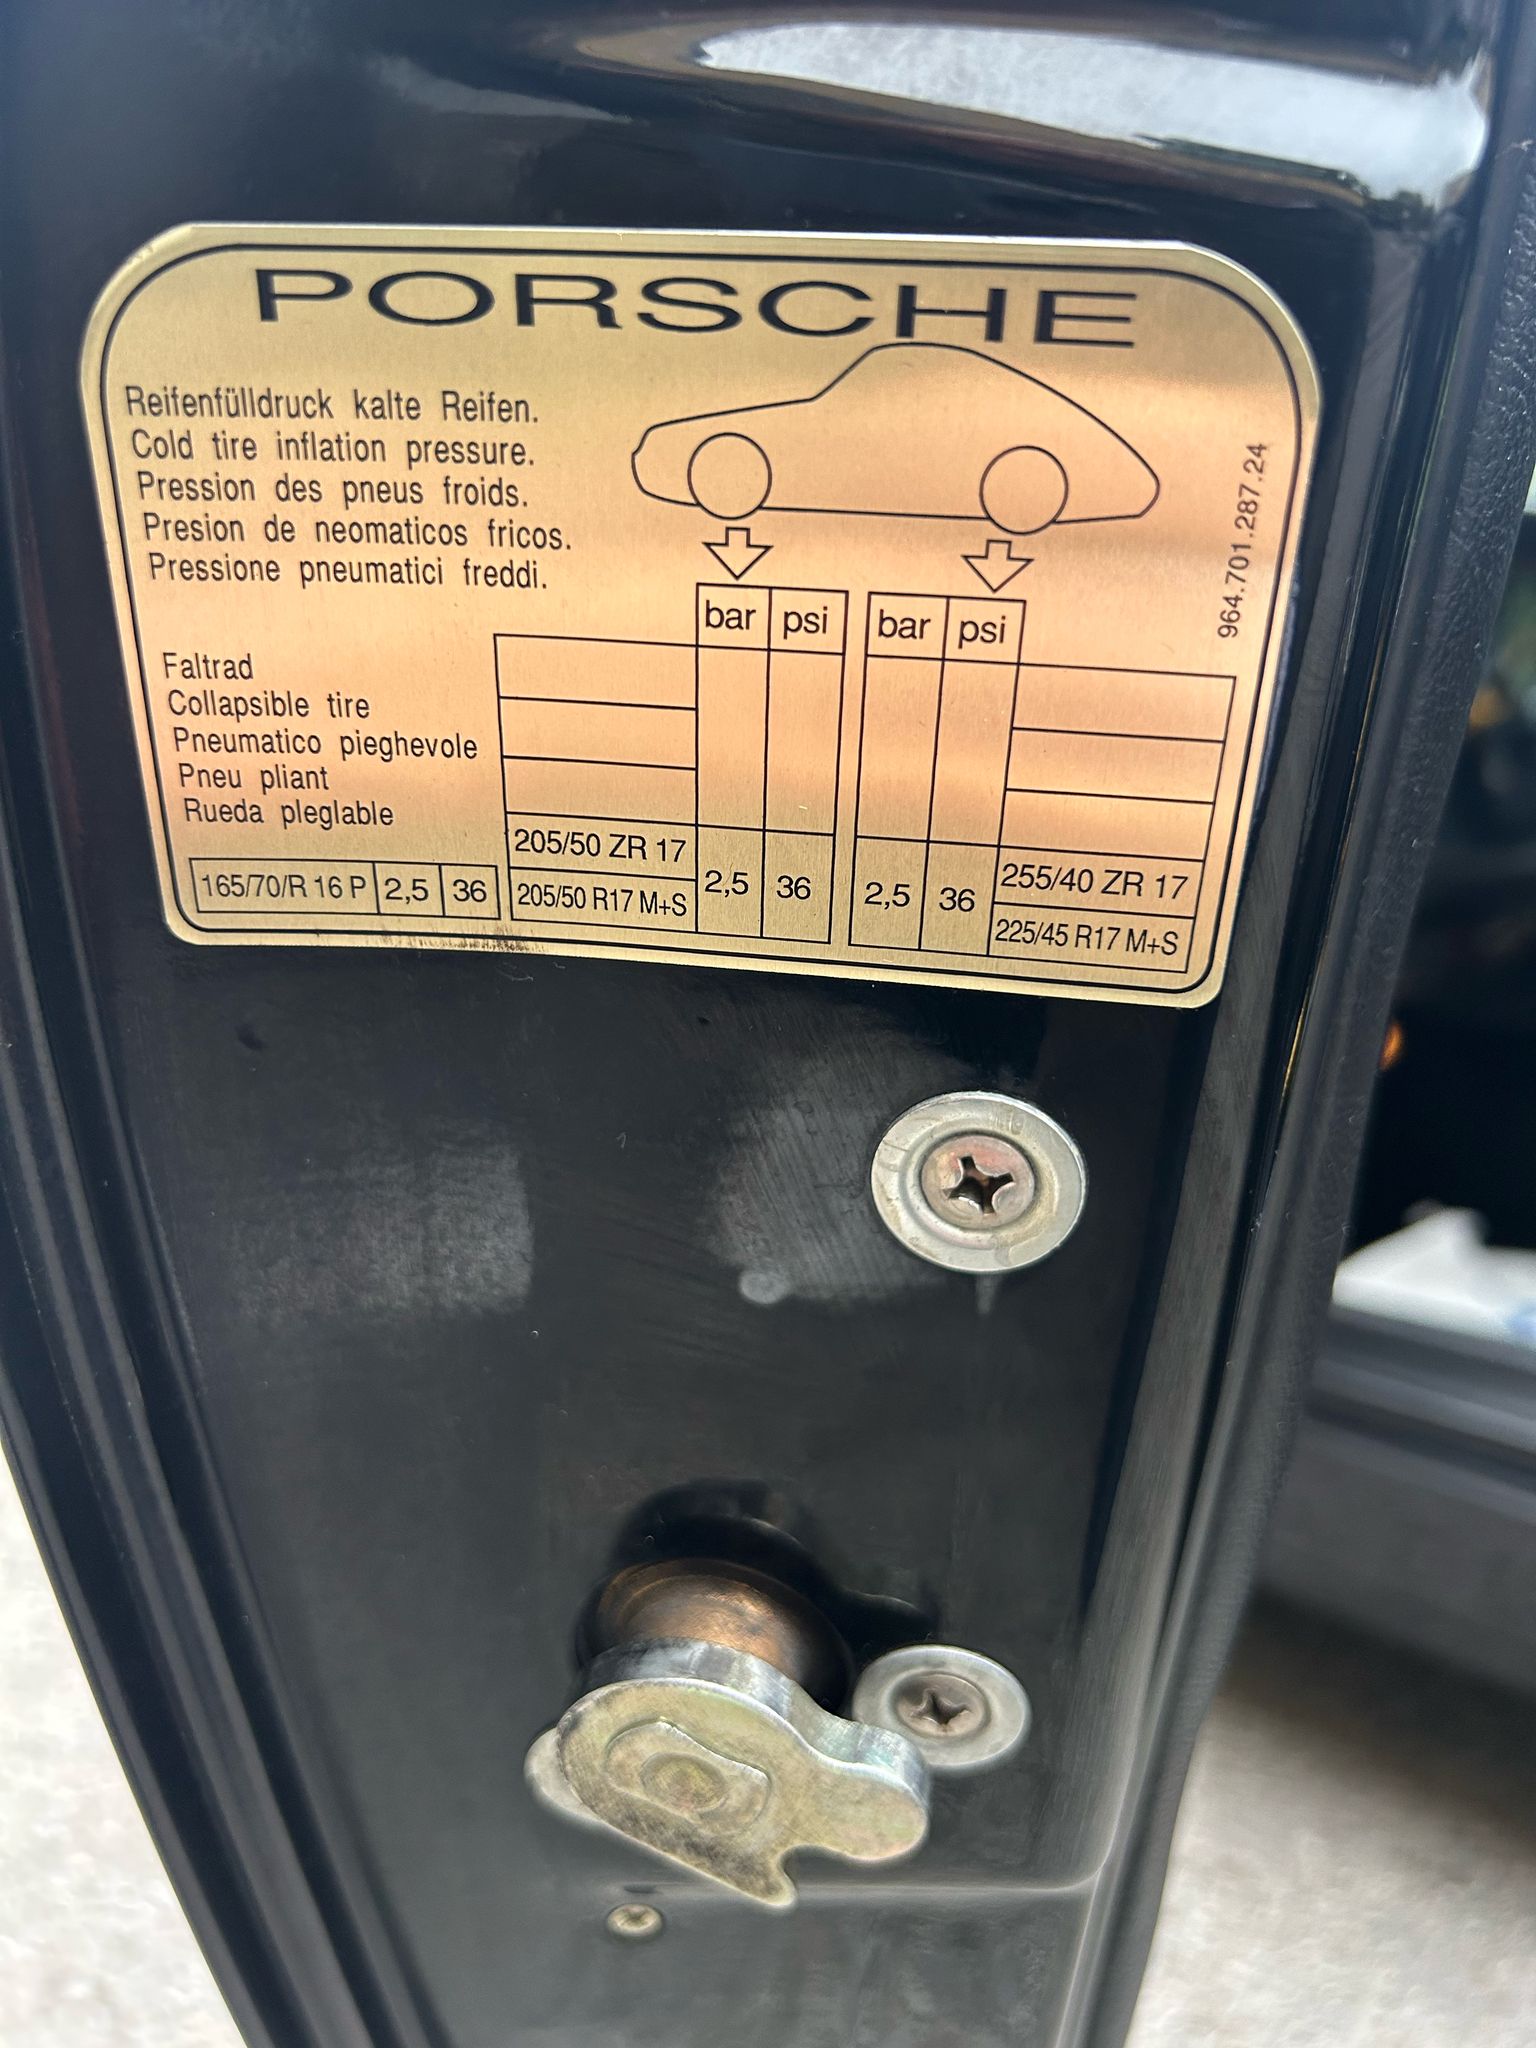 PORSCHE
Reifenfülldruck kalte Reifen.
Cold tire inflation pressure.
Pression des pneus froids.
Presion de neomaticos fricos.
Pressione pneumatici freddi.
964.701.287.24
bar psi bar psi
Faltrad
Collapsible tire
Pneumatico pieghevole
Pneu pliant
Rueda pleglable
165/70/R 16 P 2,5 36
205/50 ZR 17
205/50 R17 M+S
2,5 36
2,5 36
255/40 ZR 17
225/45 R17 M+S